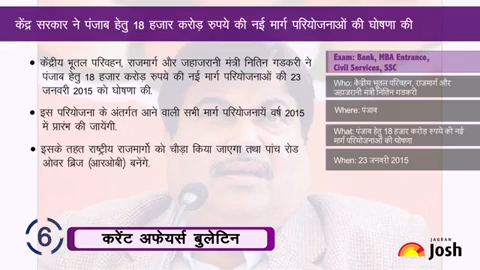 केंद्र सरकार ने पंजाब हेतु 18 हजार करोड़ रुपये की नई मार्ग परियोजनाओं की घोषणा की
• केंद्रीय भूतल परिवहन, राजमार्ग और जहाजरानी मंत्री नितिन गडकरी ने
पंजाब हेतु 18 हजार करोड़ रुपये की नई मार्ग परियोजनाओं की 23
जनवरी 2015 को घोषणा की.
• इस परियोजना के अंतर्गत आने वाली सभी मार्ग परियोजनायें वर्ष 2015
में प्रारंभ की जायेंगी.
• इसके तहत राष्ट्रीय राजमार्गो को चौड़ा किया जाएगा तथा पांच रोड
ओवर ब्रिज (आरओबी) बनेंगे.
Exam: Bank, MBA Entrance,
Civil Services, SSC
Who: केंद्रीय भूतल परिवहन, राजमार्ग और
जहाजरानी मंत्री नितिन गडकरी
Where: पंजाब
What: पंजाब हेतु 18 हजार करोड़ रुपये की नई
मार्ग परियोजनाओं की घोषणा
When: 23 जनवरी 2015
6
करेंट अफेयर्स बुलेटिन
JAGRAN
Josh